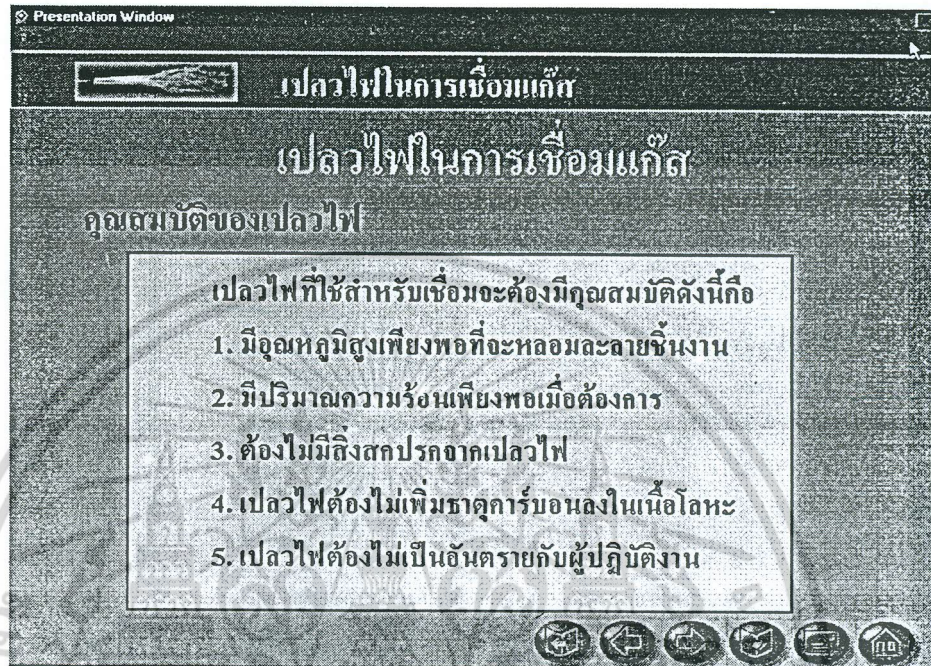 Presentation Window
เปลวไฟในการเชื่อมแก๊ส
เปลวไฟในการเชื่อมแก๊ส
คุณสมบัติของเปลวไฟ
เปลวไฟที่ใช้สำหรับเชื่อมจะต้องมีคุณสมบัติดังนี้คือ
1. มีอุณหภูมิสูงเพียงพอที่จะหลอมละลายชิ้นงาน
2. มีปริมาณความร้อนเพียงพอเมื่อต้องการ
3. ต้องไม่มีสิ่งสกปรกจากเปลวไฟ
4. เปลวไฟต้องไม่เพิ่มธาตุคาร์บอนลงในเนื้อโลหะ
5. เปลวไฟต้องไม่เป็นอันตรายกับผู้ปฏิบัติงาน